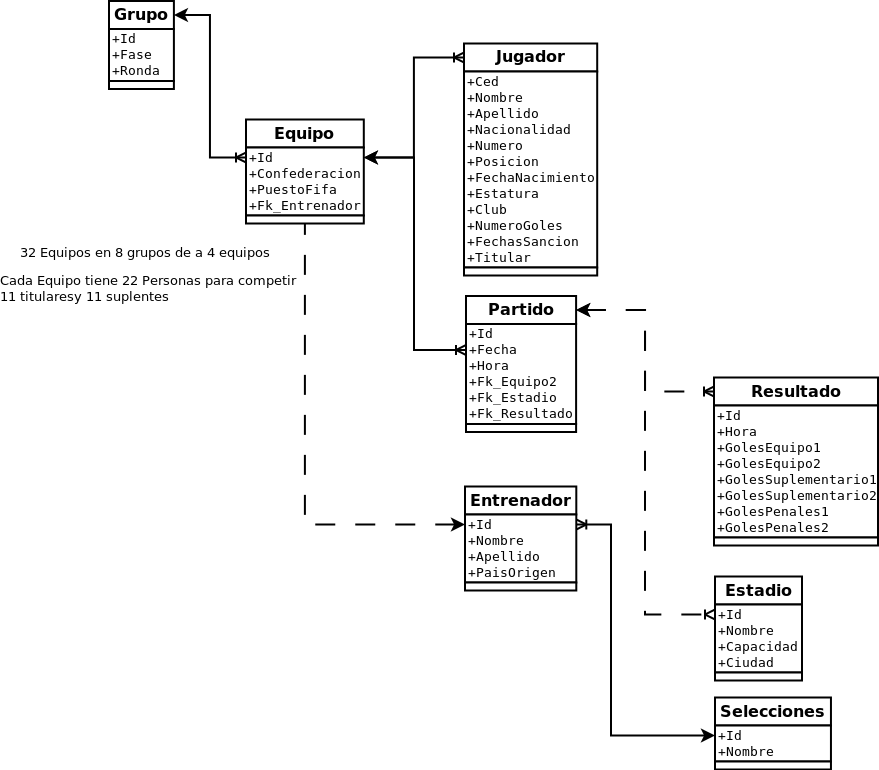 Grupo
+Id
+Fase
+Ronda
Equipo
+Id
+Confederacion
+PuestoFifa
+Fk_Entrenador
32 Equipos en 8 grupos de a 4 equipos
Cada Equipo tiene 22 Personas para competir
11 titularesy 11 suplentes
Jugador
+Ced
+Nombre
+Apellido
+Nacionalidad
+Numero
+Posicion
+FechaNacimiento
+Estatura
+Club
+NumeroGoles
+FechasSancion
+Titular
Partido
+Id
+Fecha
+Hora
+Fk_Equipo2
+Fk_Estadio
+Fk_Resultado
Resultado
+Id
+Hora
+GolesEquipo1
+GolesEquipo2
+GolesSuplementario1
+GolesSuplementario2
+GolesPenales1
+GolesPenales2
Entrenador
+Id
+Nombre
+Apellido
+PaisOrigen
Estadio
+Id
+Nombre
+Capacidad
+Ciudad
Selecciones
+Id
+Nombre